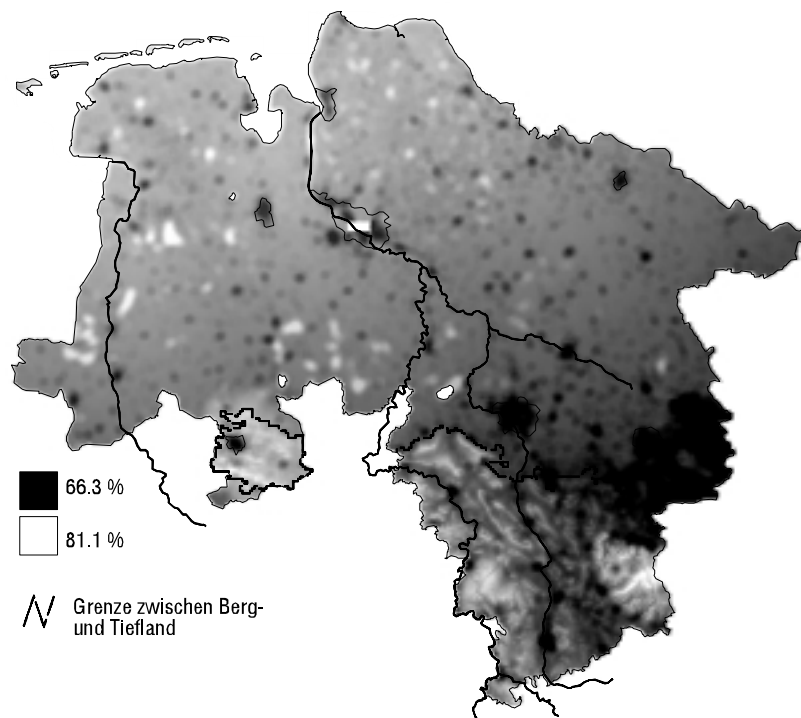 66.3 %
81.1 %
Grenze zwischen Berg-
und Tiefland